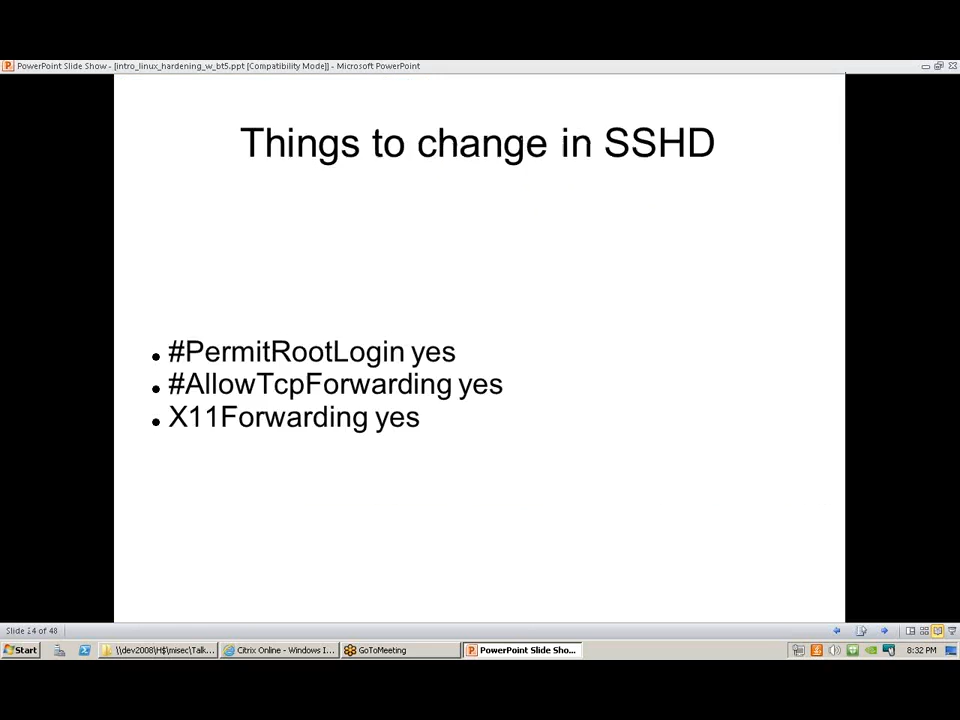 PowerPoint Slide Show - [intro_linux_hardening_w_bt5.ppt [Compatibility Mode]] - Microsoft PowerPoint
Things to change in SSHD
#PermitRootLogin yes
#AllowTcpForwarding yes
X11Forwarding yes
Slide 14 of 48
Start
\\dev2008\H$\misec\Talk...
Citrix Online - Windows I...
GoToMeeting
PowerPoint Slide Sho...
8:32 PM